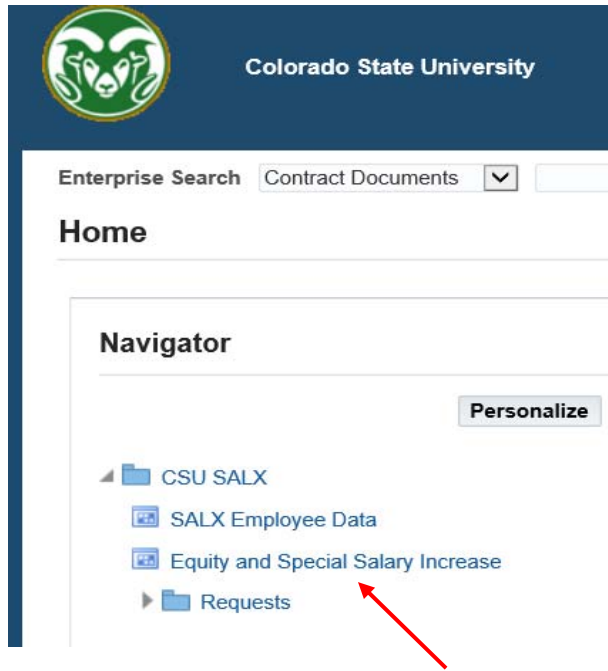 Colorado State University
Enterprise Search Contract Documents
Home
Navigator
Personalize
CSU SALX
SALX Employee Data
Equity and Special Salary Increase
Requests